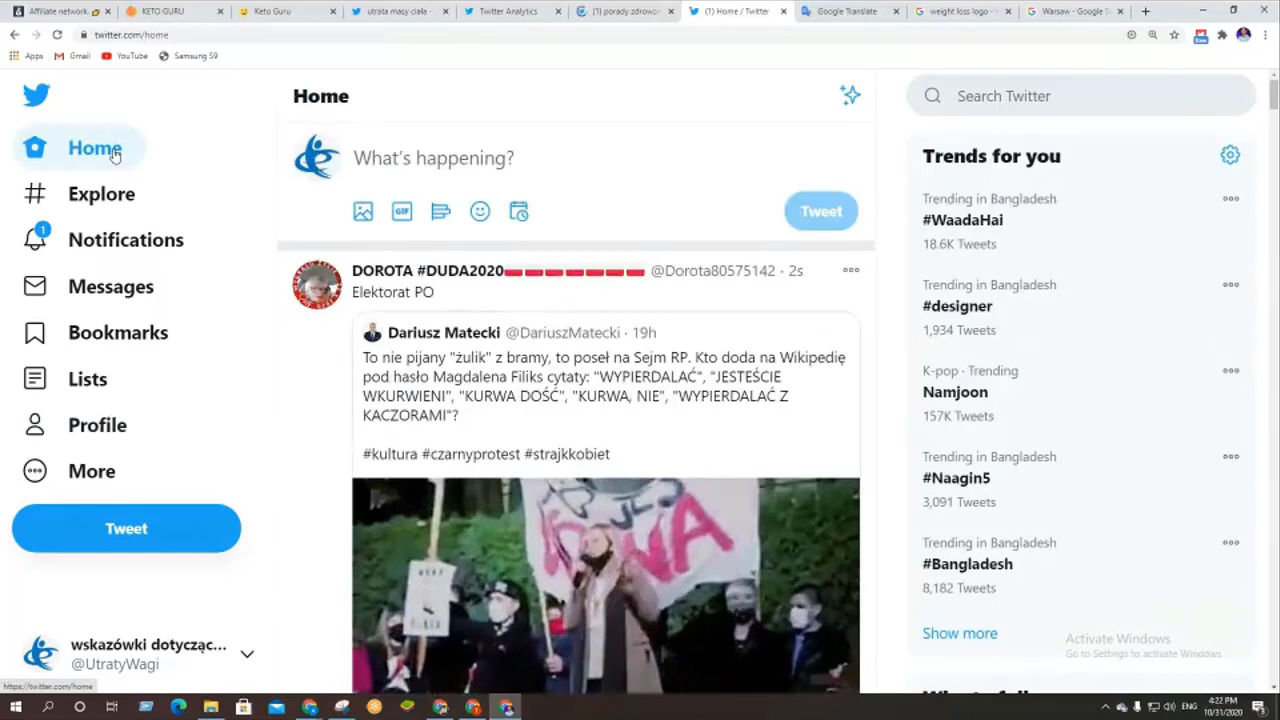 Affiliate network.
KETO GURU
Keto Guru
utrata masy ciała -
Twitter Analytics
(1) porady zdrowo
(1) Home / Twitter
Google Translate
weight loss logo -
Warsaw - Google S
twitter.com/home
Apps
Gmail
YouTube
Samsung S9
Home
Explore
1
Notifications
Messages
Bookmarks
Lists
Profile
More
Tweet
wskazówki dotycząc...
@UtratyWagi
https://twitter.com/home
Home
What's happening?
GIF
Tweet
DOROTA #DUDA2020 @Dorota80575142 · 2s
Elektorat PO
Dariusz Matecki @DariuszMatecki · 19h
To nie pijany "żulik" z bramy, to poseł na Sejm RP. Kto doda na Wikipedię
pod hasło Magdalena Filiks cytaty: "WYPIERDALAĆ", "JESTEŚCIE
WKURWIENI", "KURWA DOŚĆ", "KURWA, NIE", "WYPIERDALAĆ Z
KACZORAMI"?
#kultura #czarnyprotest #strajkkobiet
Search Twitter
Trends for you
Trending in Bangladesh
#WaadaHai
18.6K Tweets
Trending in Bangladesh
#designer
1,934 Tweets
K-pop · Trending
Namjoon
157K Tweets
Trending in Bangladesh
#Naagin5
3,091 Tweets
Trending in Bangladesh
#Bangladesh
8,182 Tweets
Show more
Activate Windows
Go to Settings to activate Windows.
ENG
4:22 PM
10/31/2020